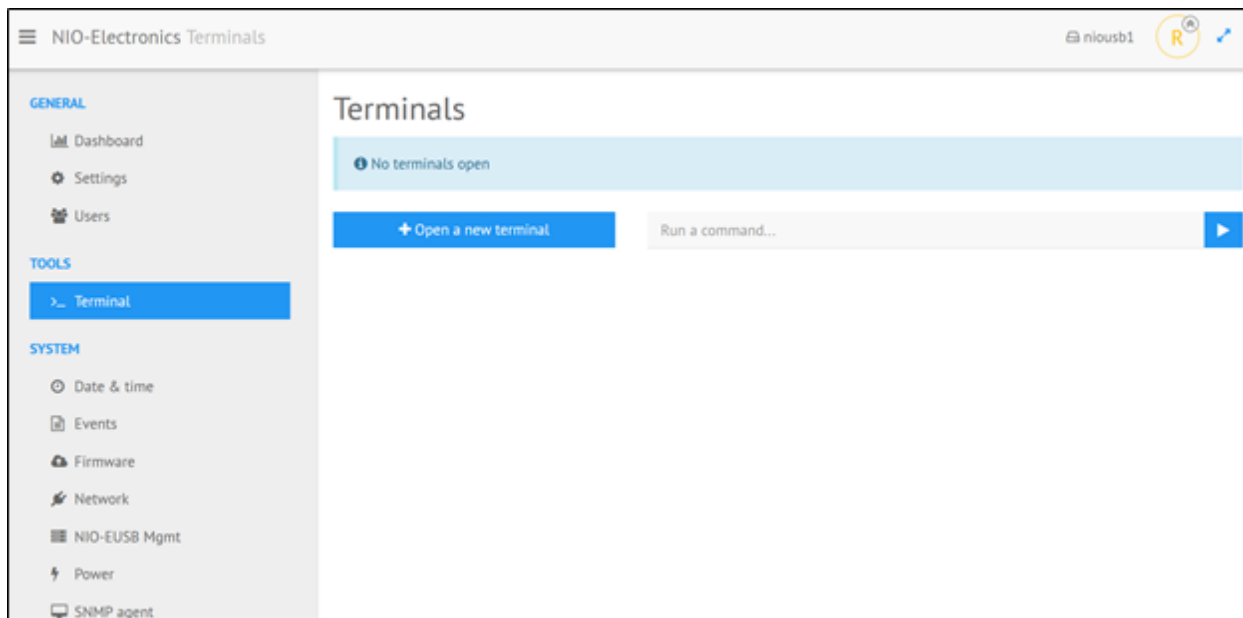 NIO-Electronics Terminals
niousb1
R
GENERAL
Dashboard
Settings
Users
TOOLS
>_ Terminal
SYSTEM
Date & time
Events
Firmware
Network
NIO-EUSB Mgmt
Power
SNMP agent
Terminals
No terminals open
Open a new terminal
Run a command...